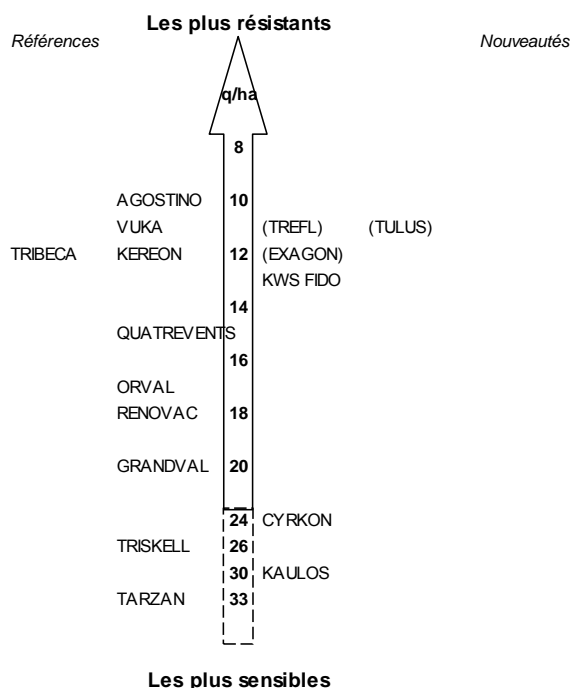 Les plus résistants
Références Nouveautés
q/ha
8
AGOSTINO 10
VUKA (TREFL) (TULUS)
TRIBECA KEREON 12 (EXAGON)
KWS FIDO
14
QUATREVENTS
16
ORVAL
RENOVAC 18
GRANDVAL 20
24 CYRKON
TRISKELL 26
30 KAULOS
TARZAN 33
Les plus sensibles